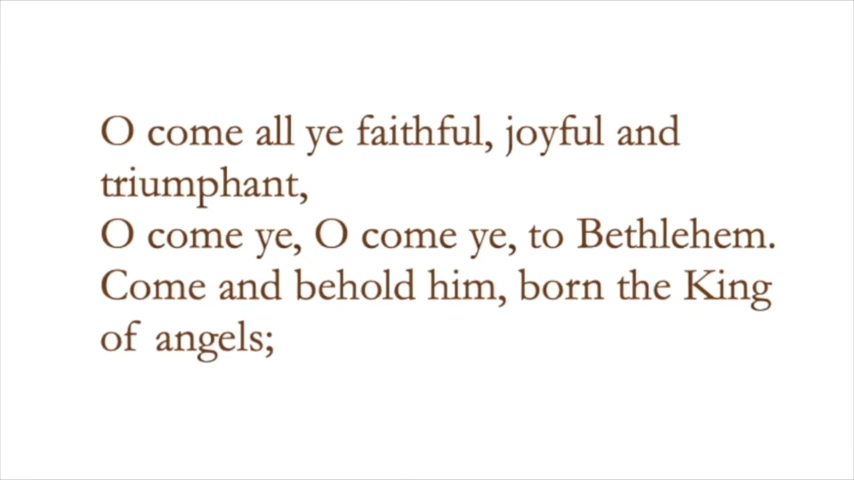 O come all ye faithful, joyful and
triumphant,
O come ye, O come ye, to Bethlehem.
Come and behold him, born the King
of angels;